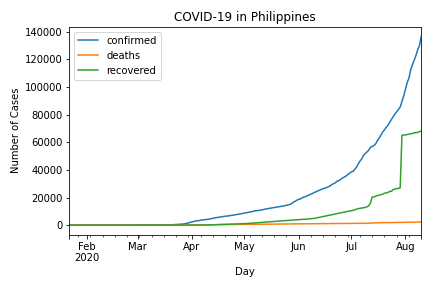 COVID-19 in Philippines
140000
120000
100000
80000
60000
40000
20000
0
Number of Cases
confirmed
deaths
recovered
Feb Mar Apr May Jun Jul Aug
2020
Day